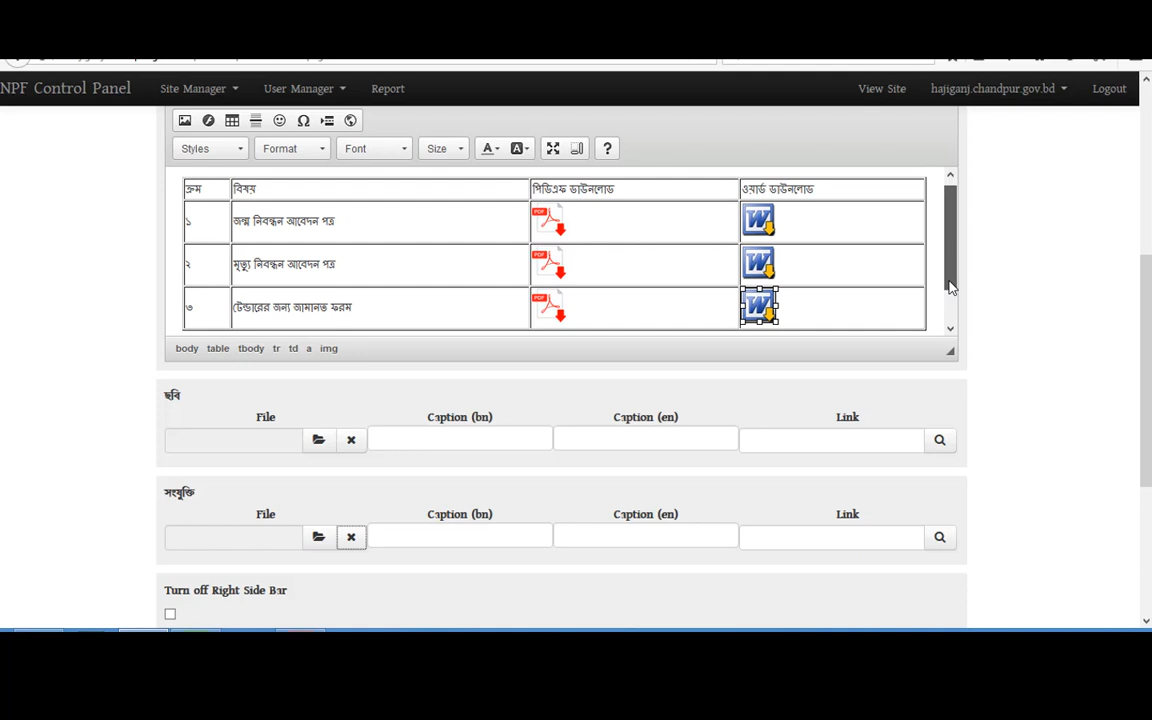 NPF Control Panel Site Manager User Manager Report View Site hajiganj.chandpur.gov.bd Logout
Styles Format Font Size
ক্রম বিষয় পিডিএফ ডাউনলোড ওয়ার্ড ডাউনলোড
১ জন্ম নিবন্ধন আবেদন পত্র PDF W
২ মৃত্যু নিবন্ধন আবেদন পত্র PDF W
৩ টেন্ডারের জন্য জামানত ফরম PDF W
body table tbody tr td a img
ছবি
File Caption (bn) Caption (en) Link
সংযুক্তি
File Caption (bn) Caption (en) Link
Turn off Right Side Bar